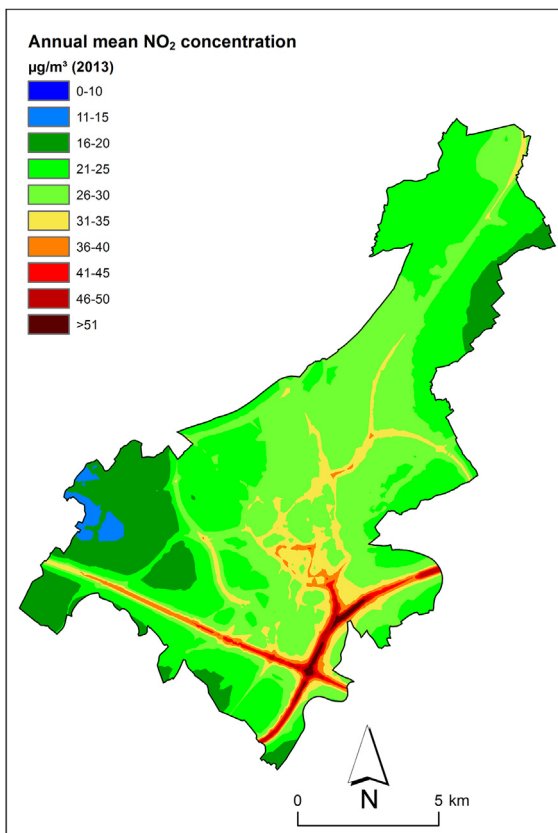 Annual mean NO₂ concentration
µg/m³ (2013)
0-10
11-15
16-20
21-25
26-30
31-35
36-40
41-45
46-50
>51
N
0 5 km